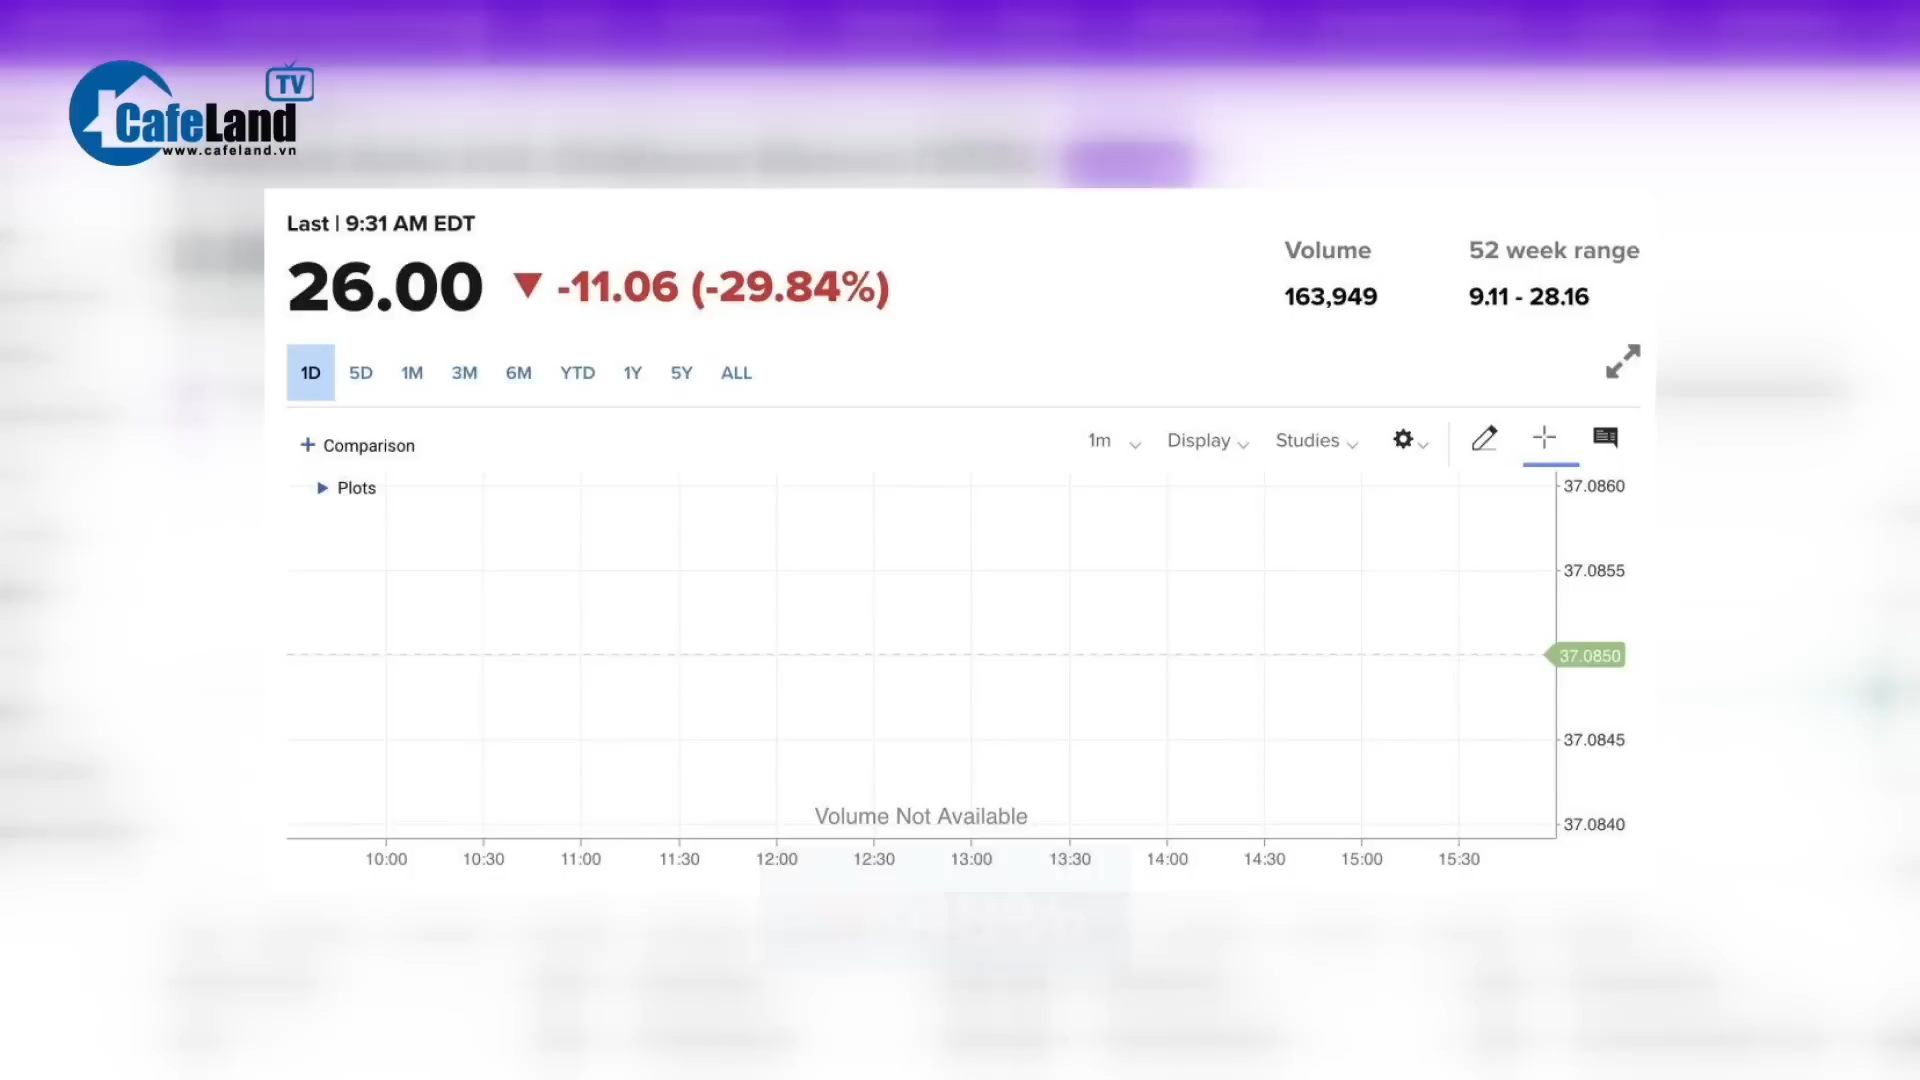 TV
CafeLand
www.cafeland.vn
Last | 9:31 AM EDT
26.00 ▼ -11.06 (-29.84%)
Volume
163,949
52 week range
9.11 - 28.16
1D 5D 1M 3M 6M YTD 1Y 5Y ALL
+ Comparison
1m Display Studies
Plots
37.0860
37.0855
37.0850
37.0845
37.0840
Volume Not Available
10:00 10:30 11:00 11:30 12:00 12:30 13:00 13:30 14:00 14:30 15:00 15:30